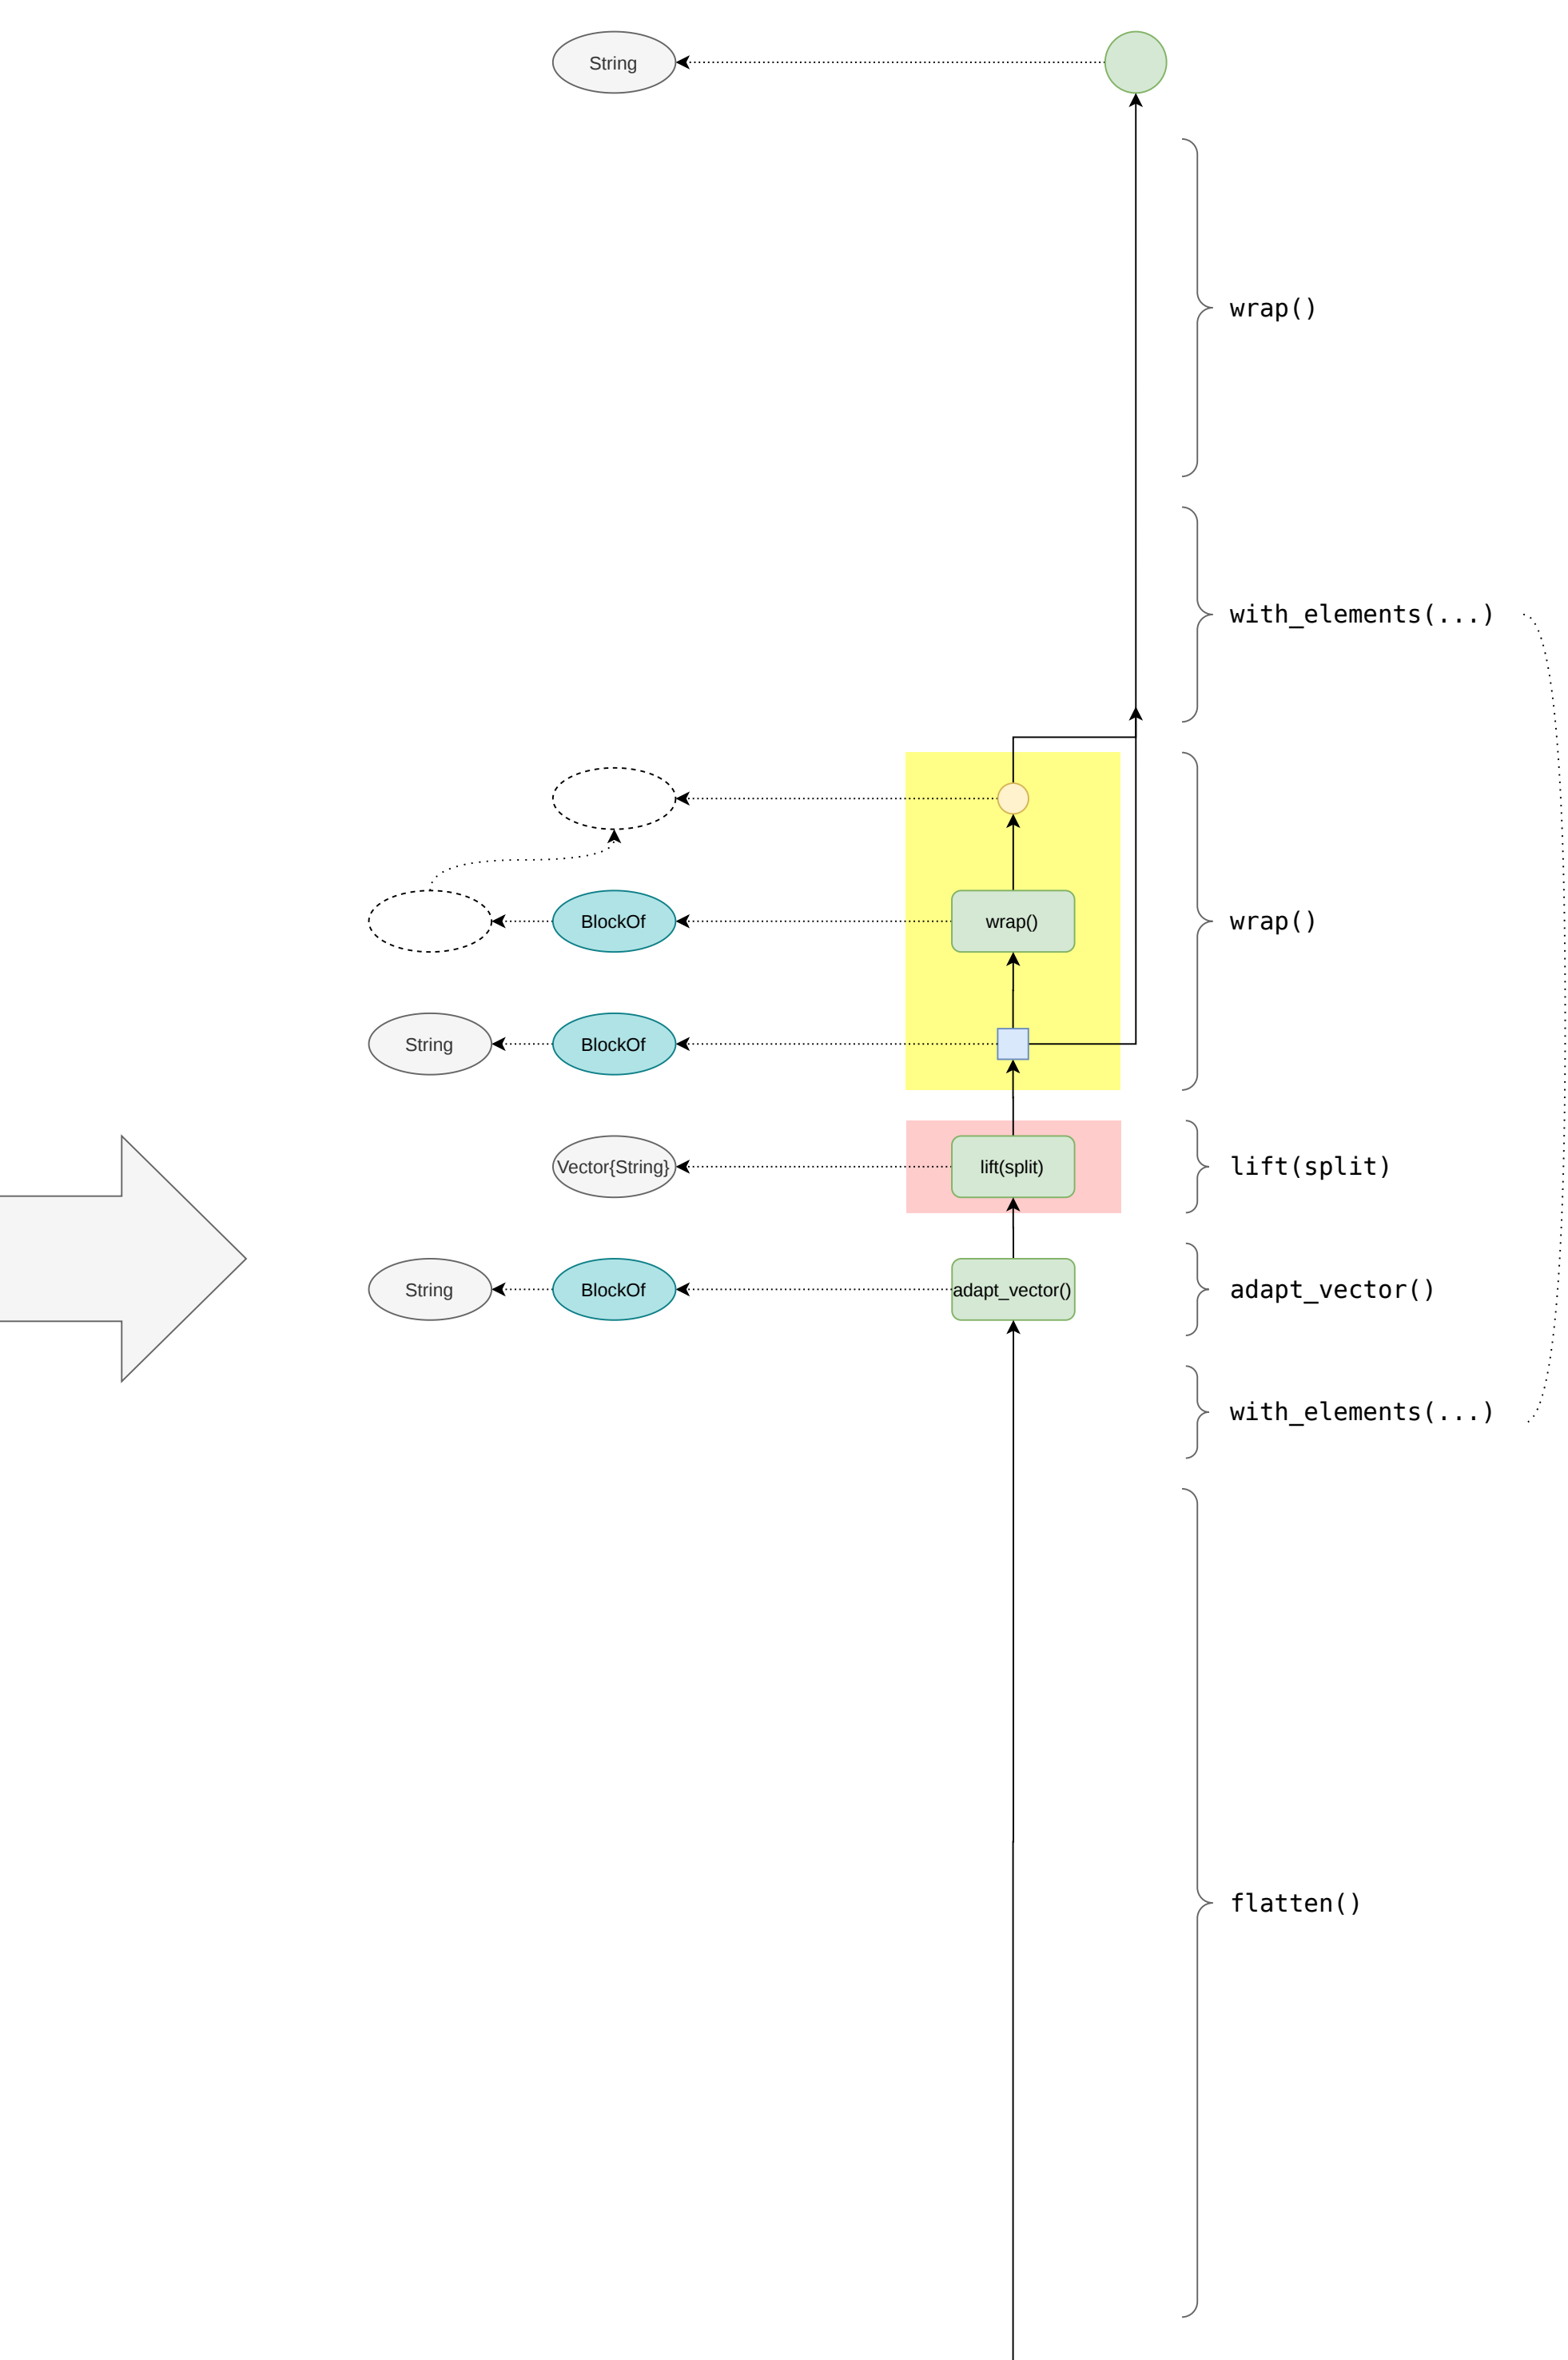 String
wrap()
with_elements(...)
BlockOf
wrap()
wrap()
String
BlockOf
Vector{String}
lift(split)
lift(split)
String
BlockOf
adapt_vector()
adapt_vector()
with_elements(...)
flatten()